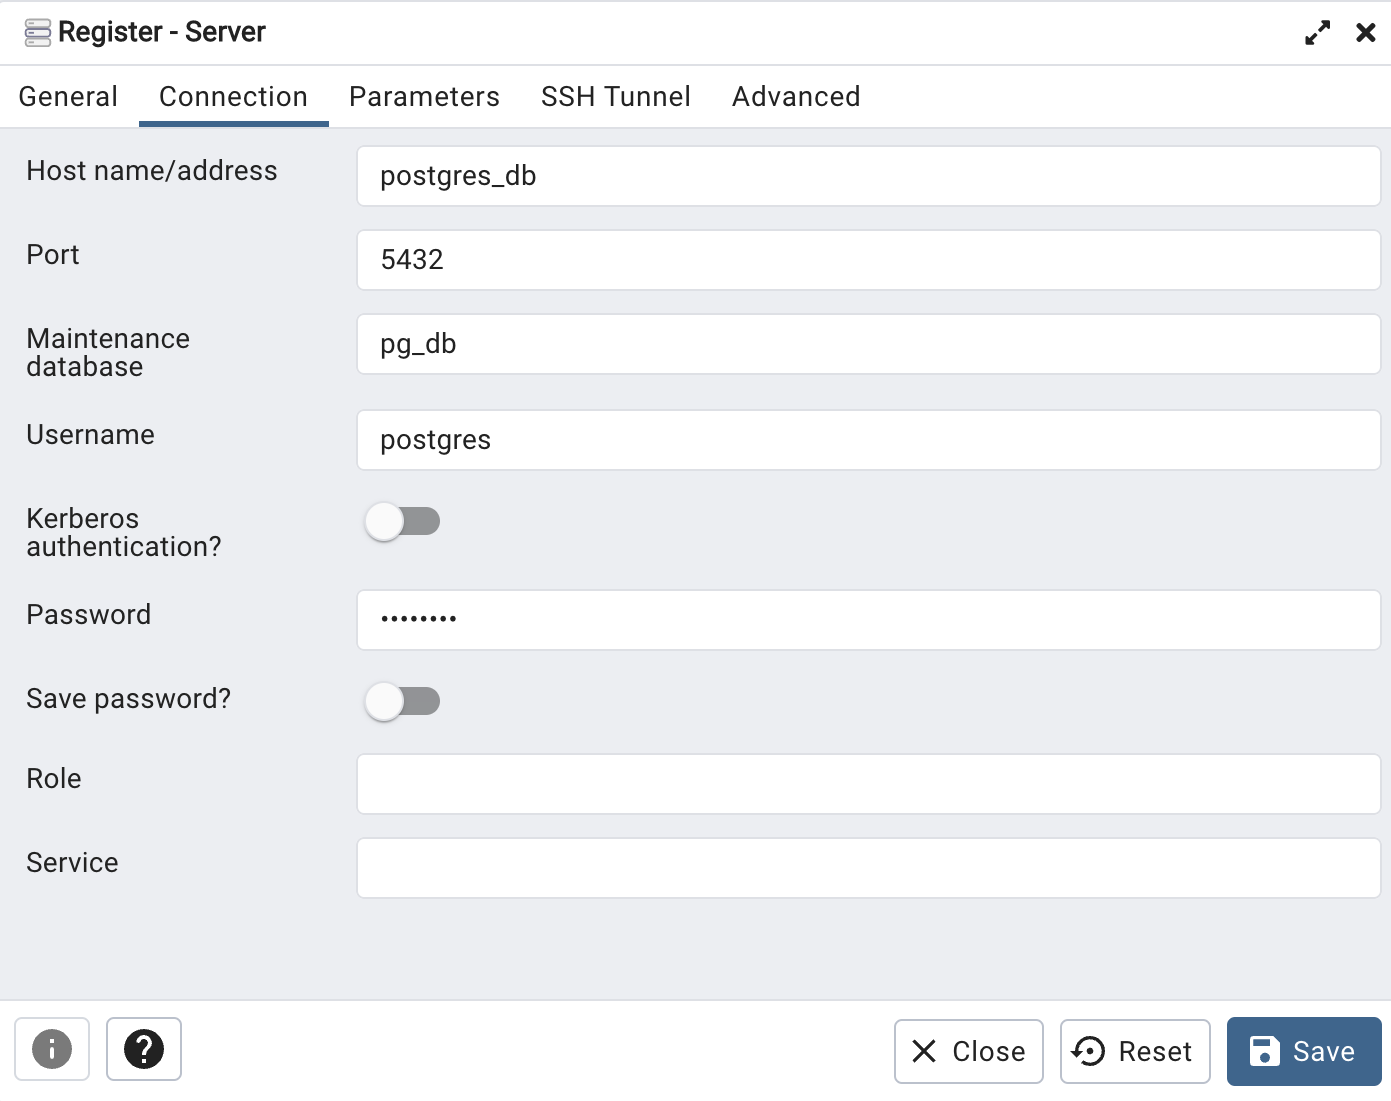 Register - Server
General Connection Parameters SSH Tunnel Advanced
Host name/address
postgres_db
Port
5432
Maintenance
database
pg_db
Username
postgres
Kerberos
authentication?
Password
••••••••
Save password?
Role
Service
Close Reset Save